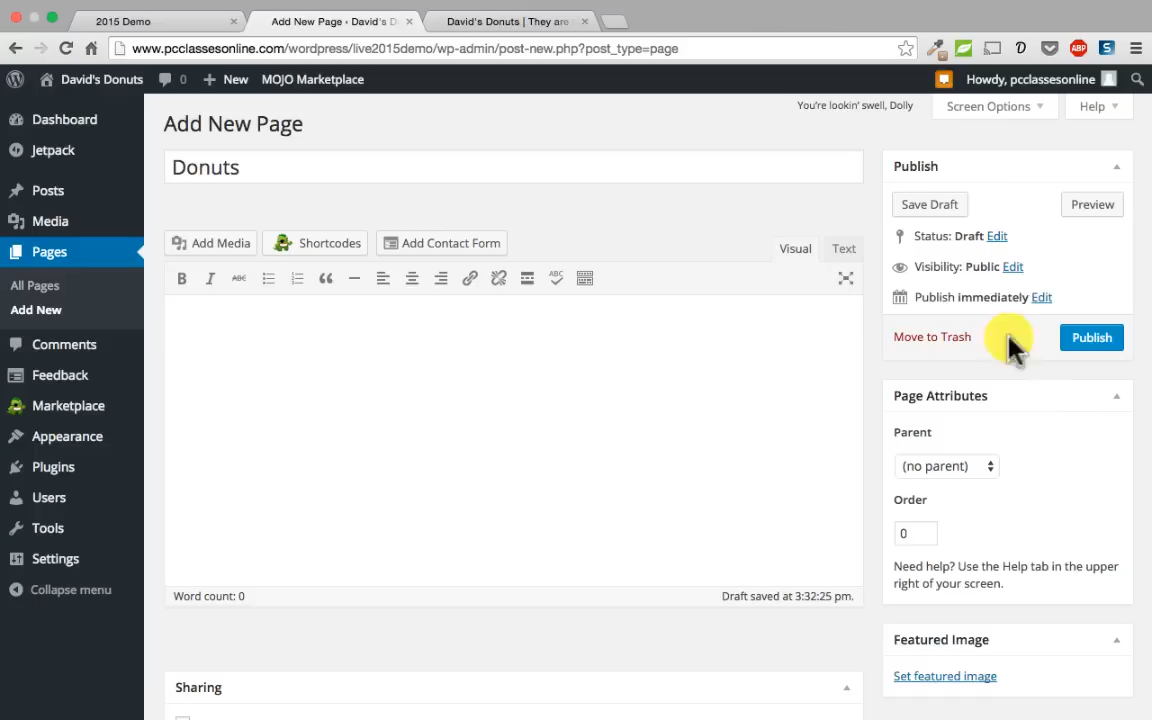 2015 Demo
Add New Page ‹ David's D
David's Donuts | They are
www.pcclassesonline.com/wordpress/live2015demo/wp-admin/post-new.php?post_type=page
David's Donuts 0 New MOJO Marketplace Howdy, pcclassesonline
You're lookin' swell, Dolly
Screen Options
Help
Dashboard
Jetpack
Posts
Media
Pages
All Pages
Add New
Comments
Feedback
Marketplace
Appearance
Plugins
Users
Tools
Settings
Collapse menu
Add New Page
Donuts
Add Media Shortcodes Add Contact Form
Visual Text
B I ABC ABC
Word count: 0 Draft saved at 3:32:25 pm.
Sharing
Publish
Save Draft Preview
Status: Draft Edit
Visibility: Public Edit
Publish immediately Edit
Move to Trash Publish
Page Attributes
Parent
(no parent)
Order
0
Need help? Use the Help tab in the upper
right of your screen.
Featured Image
Set featured image